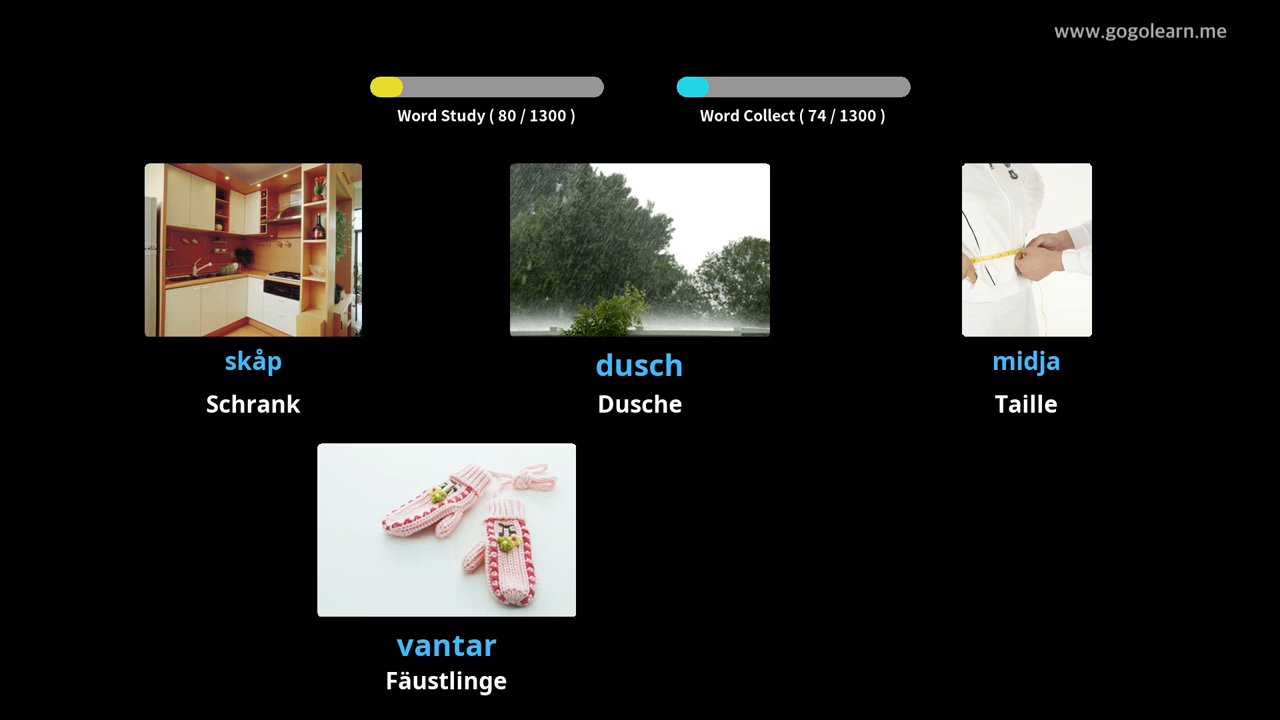 www.gogolearn.me
Word Study ( 80 / 1300 )
Word Collect ( 74 / 1300 )
skåp
dusch
midja
Schrank
Dusche
Taille
vantar
Fäustlinge